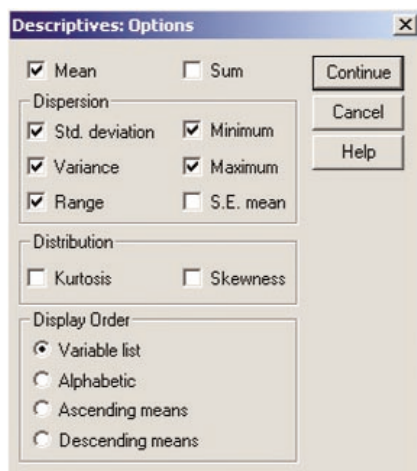 Descriptives: Options
Mean Sum Continue
Dispersion Cancel
Std. deviation Minimum
Help
Variance Maximum
Range S.E. mean
Distribution
Kurtosis Skewness
Display Order
Variable list
Alphabetic
Ascending means
Descending means